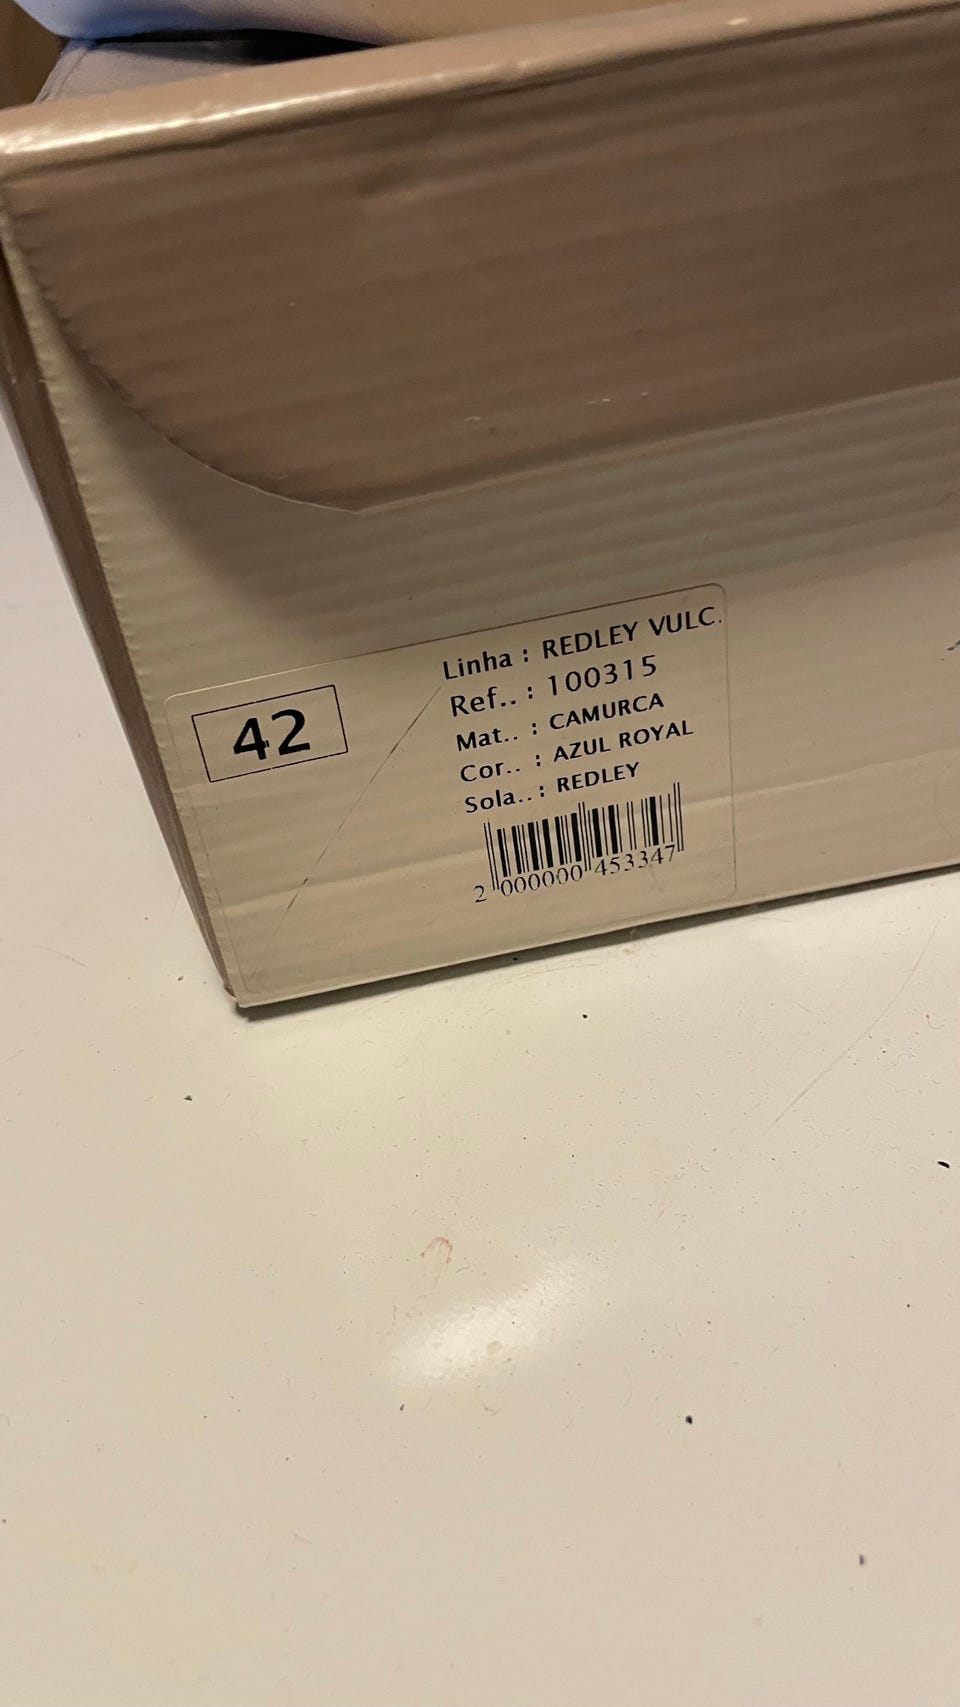 42
Linha : REDLEY VULC.
Ref.. : 100315
Mat.. : CAMURCA
Cor.. : AZUL ROYAL
Sola.. : REDLEY
2 000000 453347